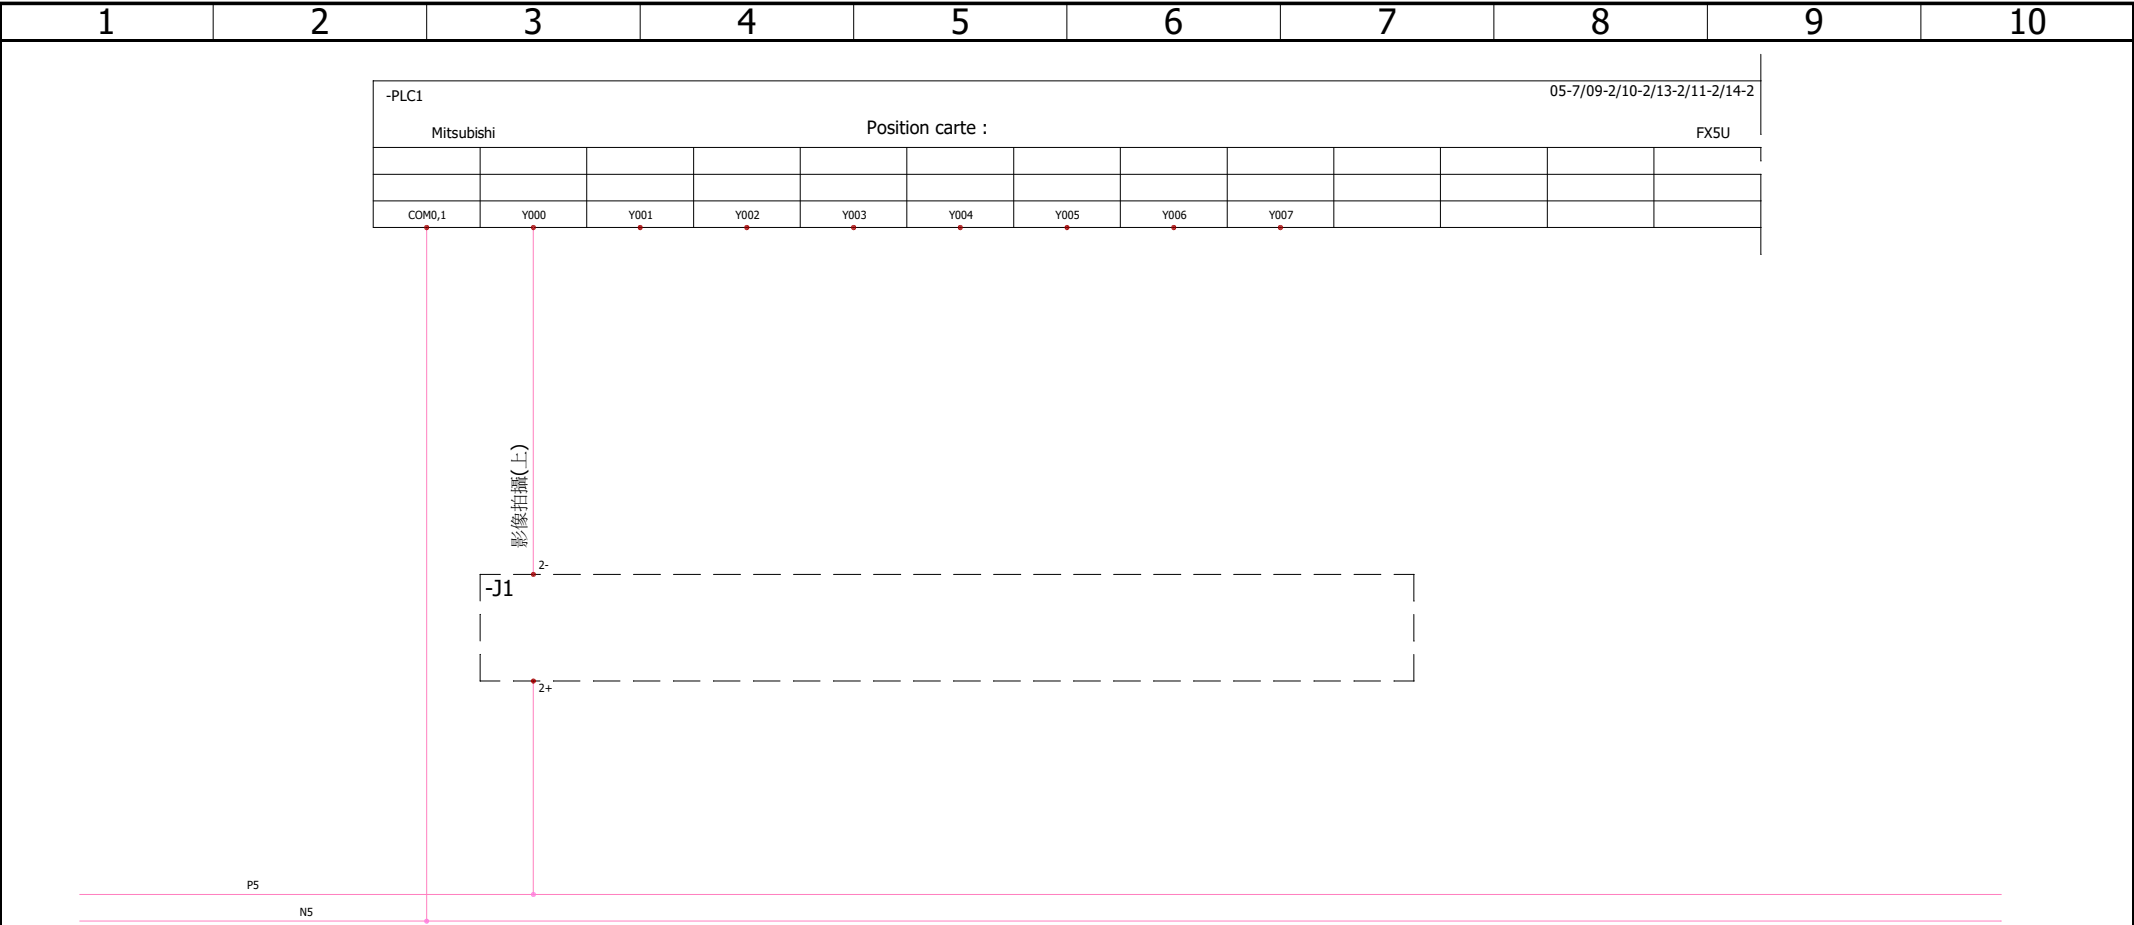 1 2 3 4 5 6 7 8 9 10
-PLC1 05-7/09-2/10-2/13-2/11-2/14-2
Mitsubishi Position carte : FX5U
COM0,1 Y000 Y001 Y002 Y003 Y004 Y005 Y006 Y007
影像拍攝(上)
2-
-J1
2+
P5
N5